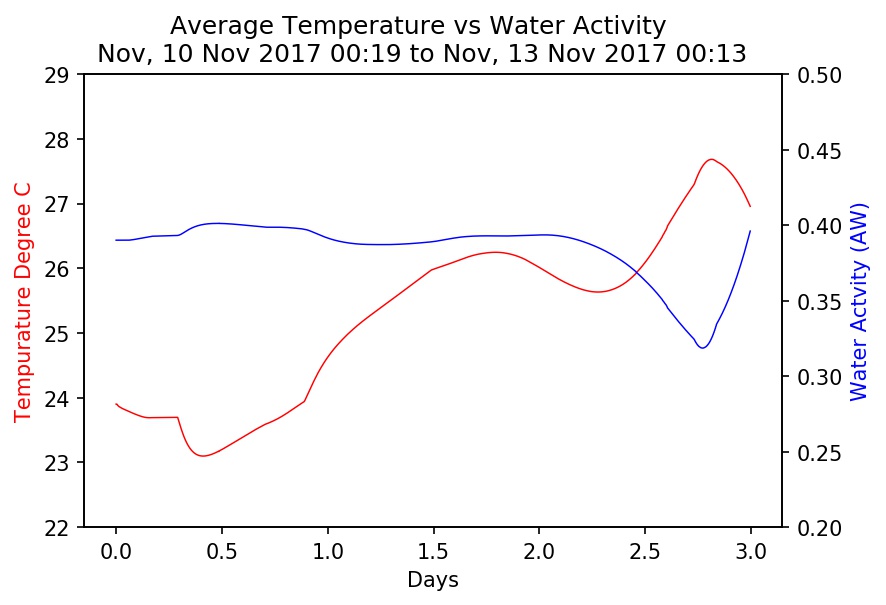 Average Temperature vs Water Activity
Nov, 10 Nov 2017 00:19 to Nov, 13 Nov 2017 00:13
29
28
27
26
25
24
23
22
Tempurature Degree C
0.50
0.45
0.40
0.35
0.30
0.25
0.20
Water Actvity (AW)
0.0 0.5 1.0 1.5 2.0 2.5 3.0
Days